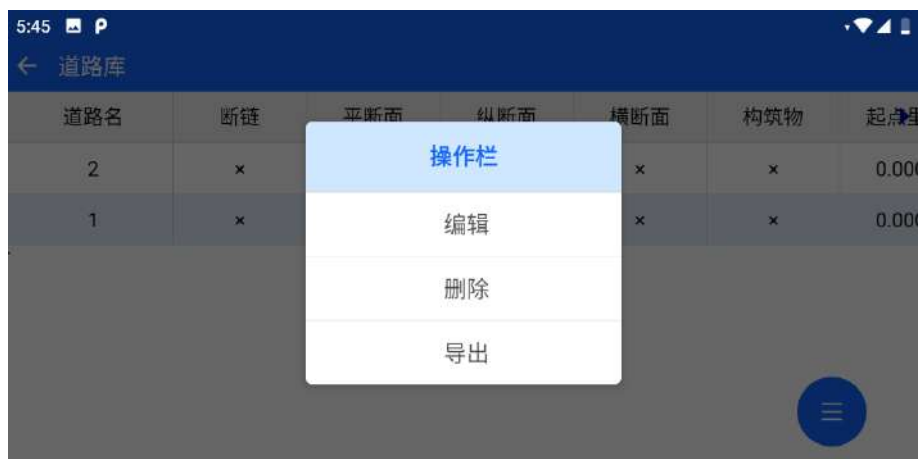 5:45
道路库
道路名 断链 平断面 纵断面 横断面 构筑物 起点里
操作栏
2 × × × 0.000
编辑
1 × × × 0.000
删除
导出